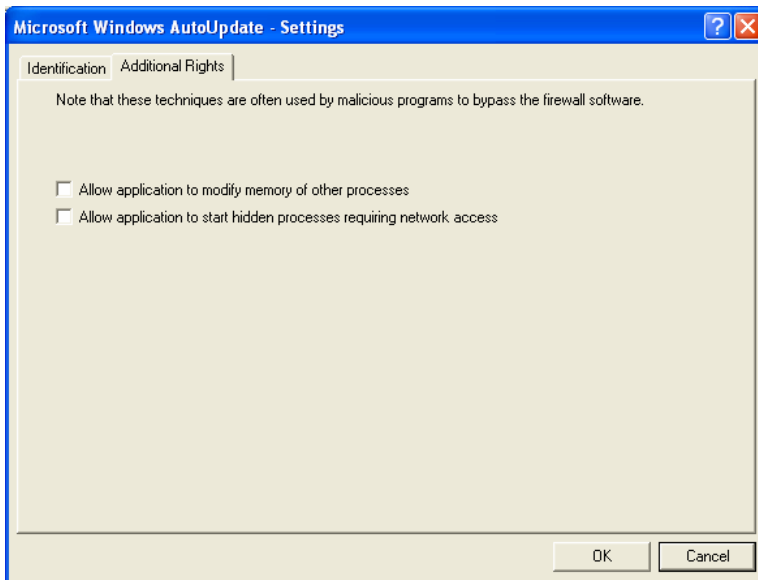 Microsoft Windows AutoUpdate - Settings
Identification
Additional Rights
Note that these techniques are often used by malicious programs to bypass the firewall software.
Allow application to modify memory of other processes
Allow application to start hidden processes requiring network access
OK
Cancel